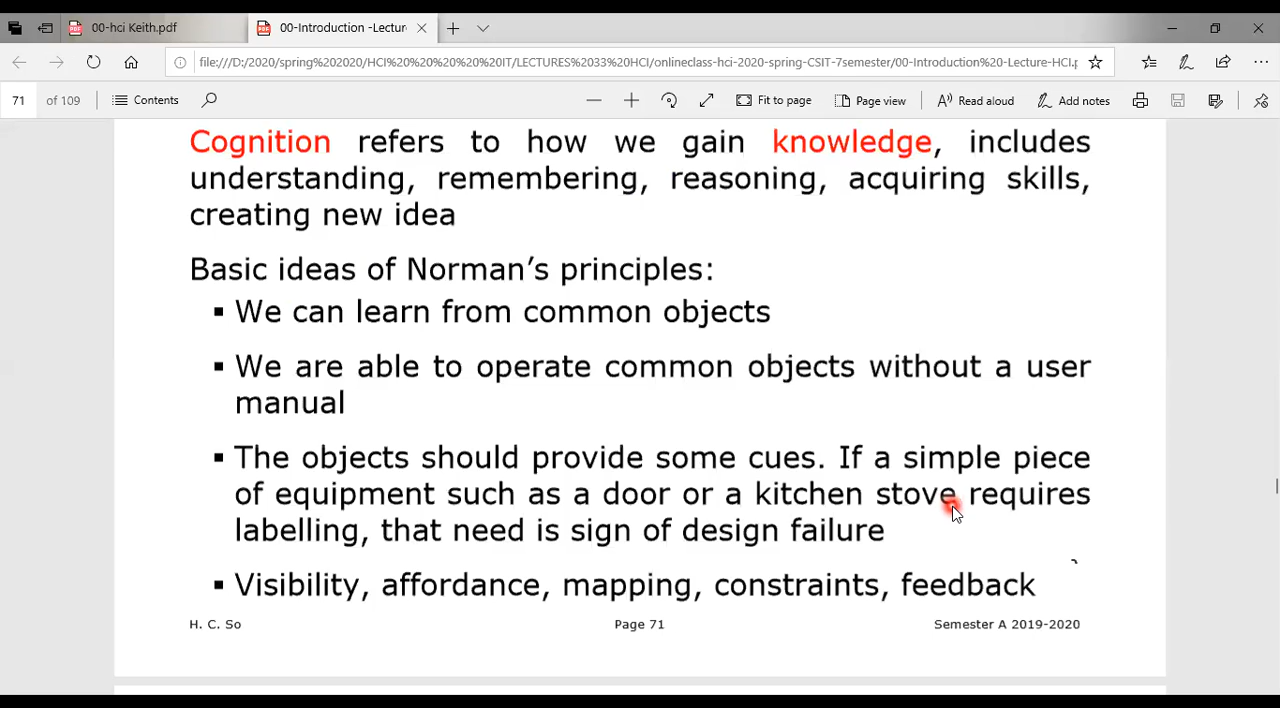 00-hci Keith.pdf
00-Introduction -Lectur
file:///D:/2020/spring%202020/HCI%20%20%20%20%20IT/LECTURES%2033%20HCI/onlineclass-hci-2020-spring-CSIT-7semester/00-Introduction%20-Lecture-HCI.p
71 of 109 Contents Fit to page Page view Read aloud Add notes
Cognition refers to how we gain knowledge, includes
understanding, remembering, reasoning, acquiring skills,
creating new idea
Basic ideas of Norman’s principles:
▪ We can learn from common objects
▪ We are able to operate common objects without a user
manual
▪ The objects should provide some cues. If a simple piece
of equipment such as a door or a kitchen stove requires
labelling, that need is sign of design failure
▪ Visibility, affordance, mapping, constraints, feedback
H. C. So Page 71 Semester A 2019-2020